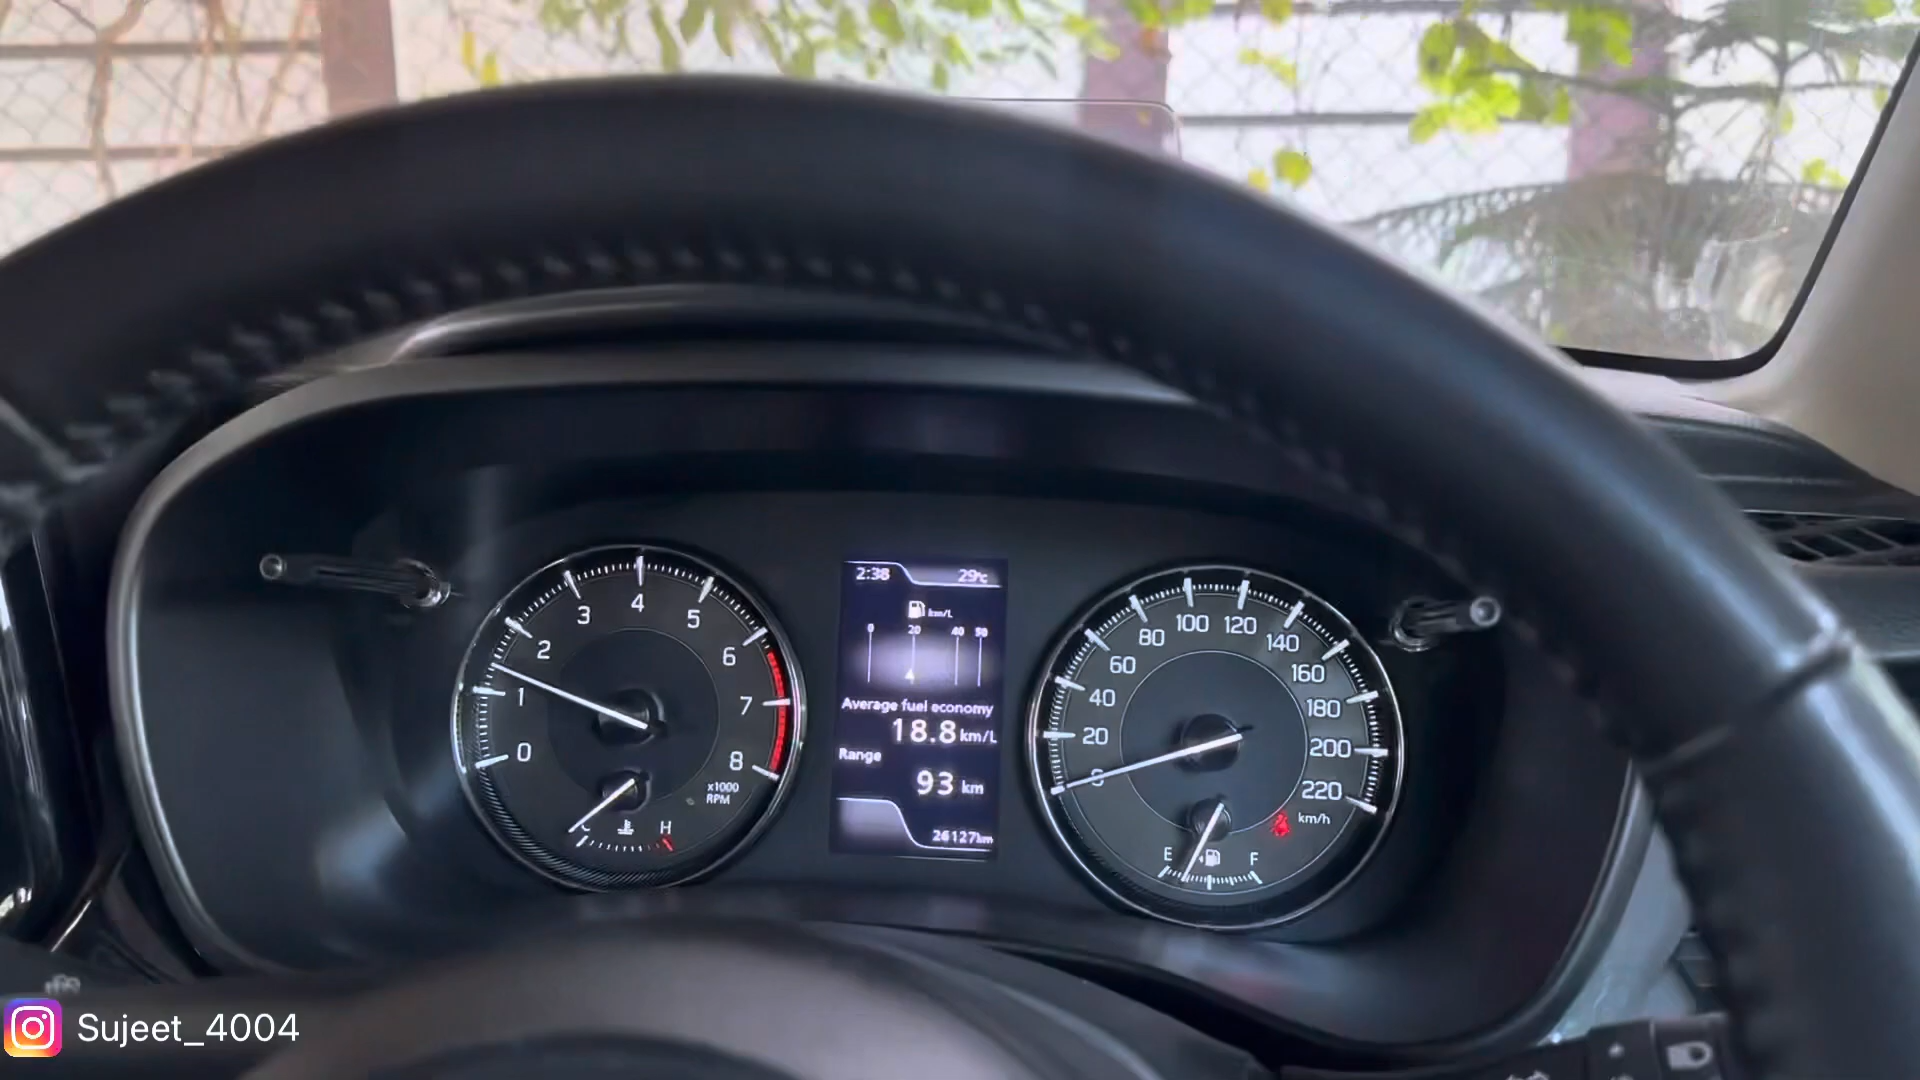 0
1
2
3
4
5
6
7
8
x1000
RPM
H
2:38
29°C
km/L
0 20 40 50
Average fuel economy
18.8 km/L
Range
93 km
26127km
20
40
60
80
100
120
140
160
180
200
220
km/h
E
F
Sujeet_4004